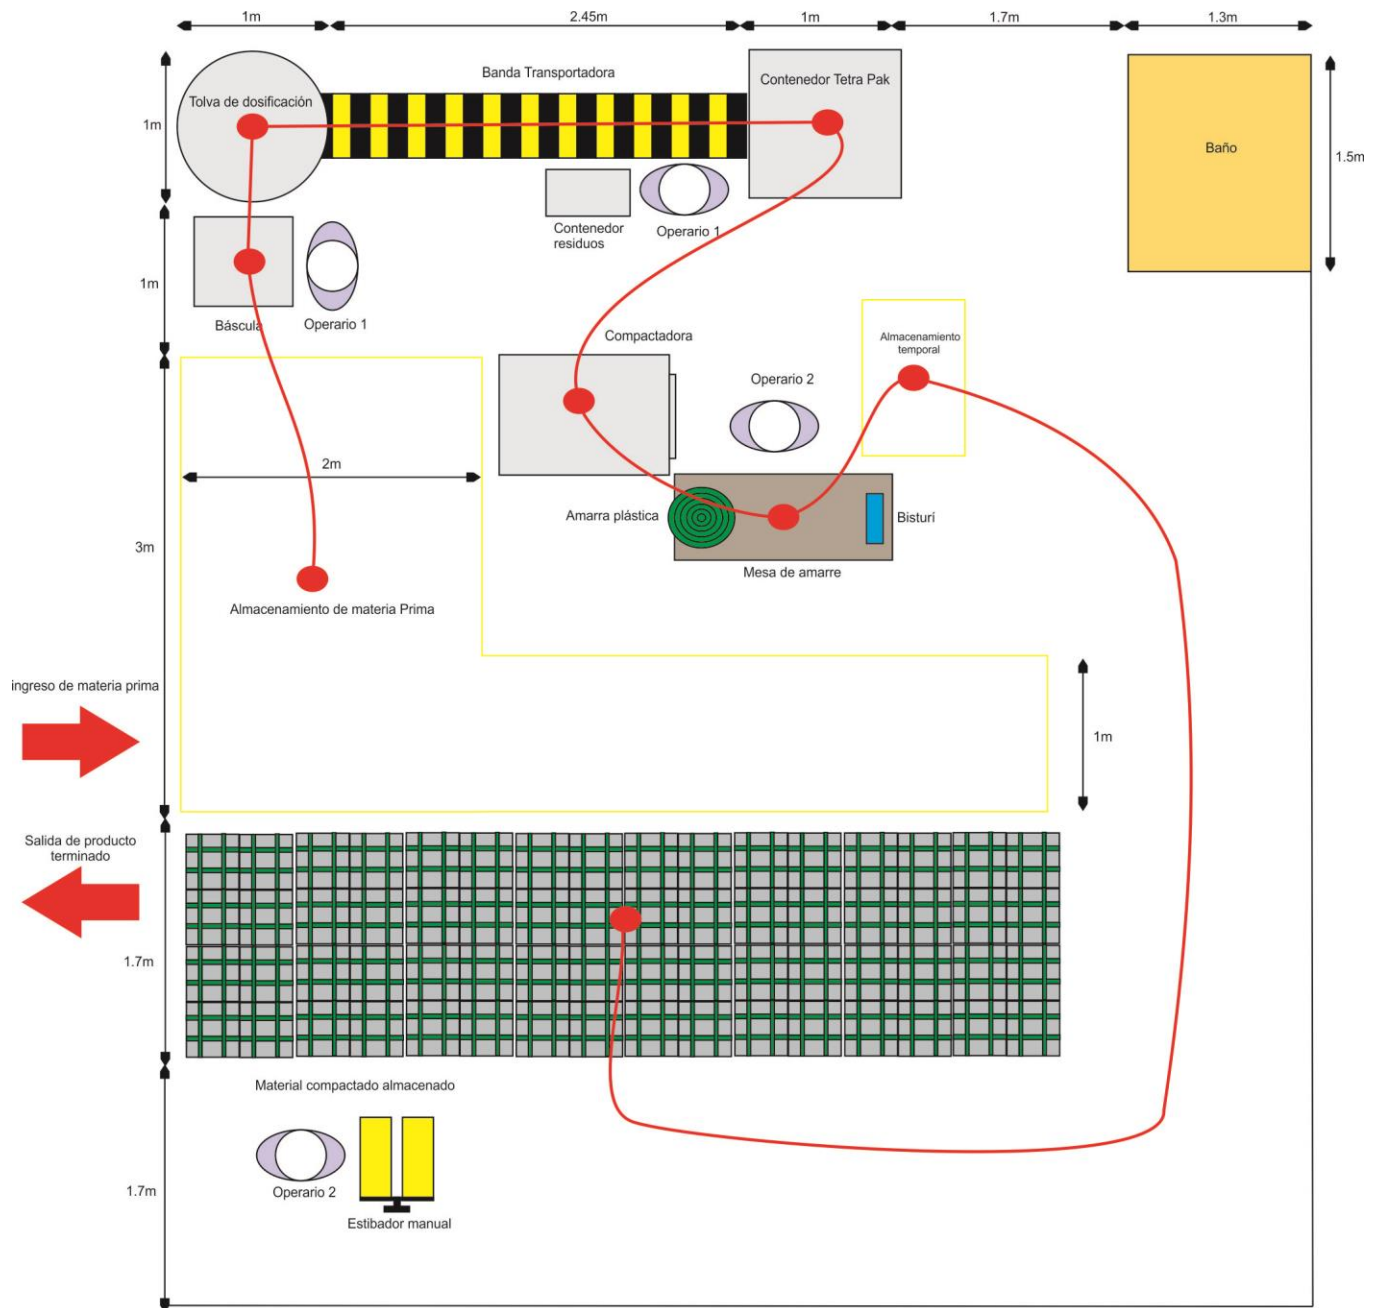 1m
2.45m
1m
1.7m
1.3m
Banda Transportadora
Contenedor Tetra Pak
Tolva de dosificación
1m
Baño
1.5m
Contenedor
residuos
Operario 1
1m
Báscula
Operario 1
Compactadora
Almacenamiento
temporal
Operario 2
2m
Amarra plástica
Bisturí
3m
Mesa de amarre
Almacenamiento de materia Prima
ingreso de materia prima
1m
Salida de producto
terminado
1.7m
Material compactado almacenado
1.7m
Operario 2
Estibador manual